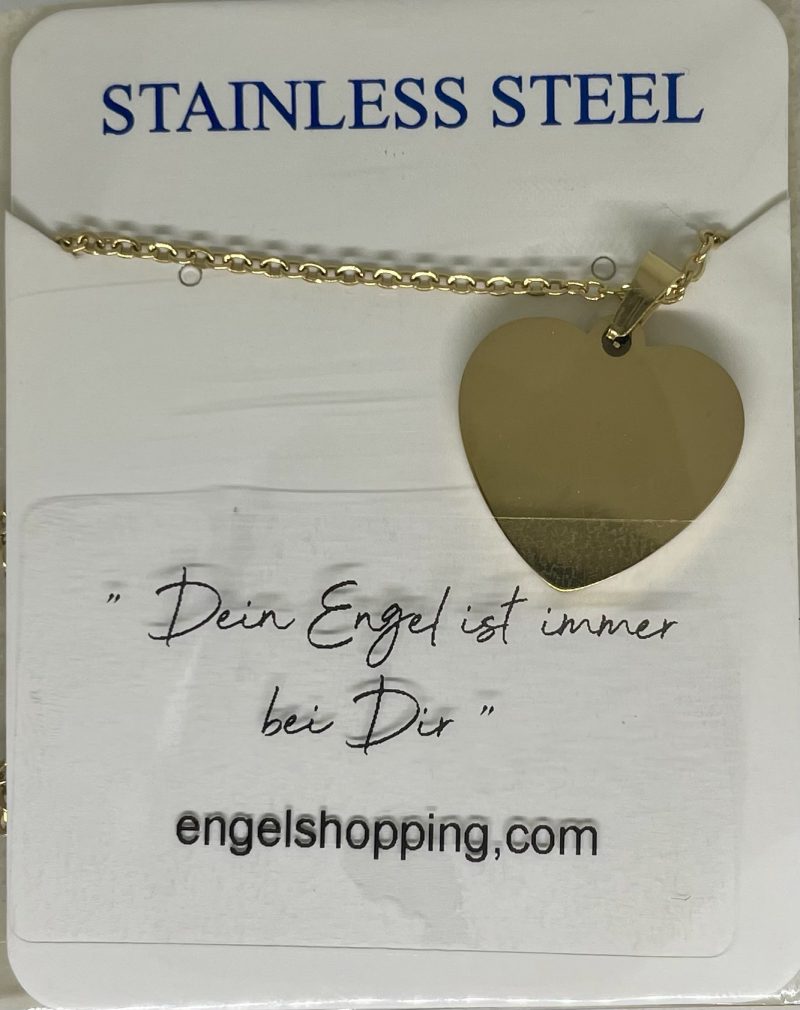 STAINLESS STEEL
" Dein Engel ist immer
bei Dir "
engelshopping,com